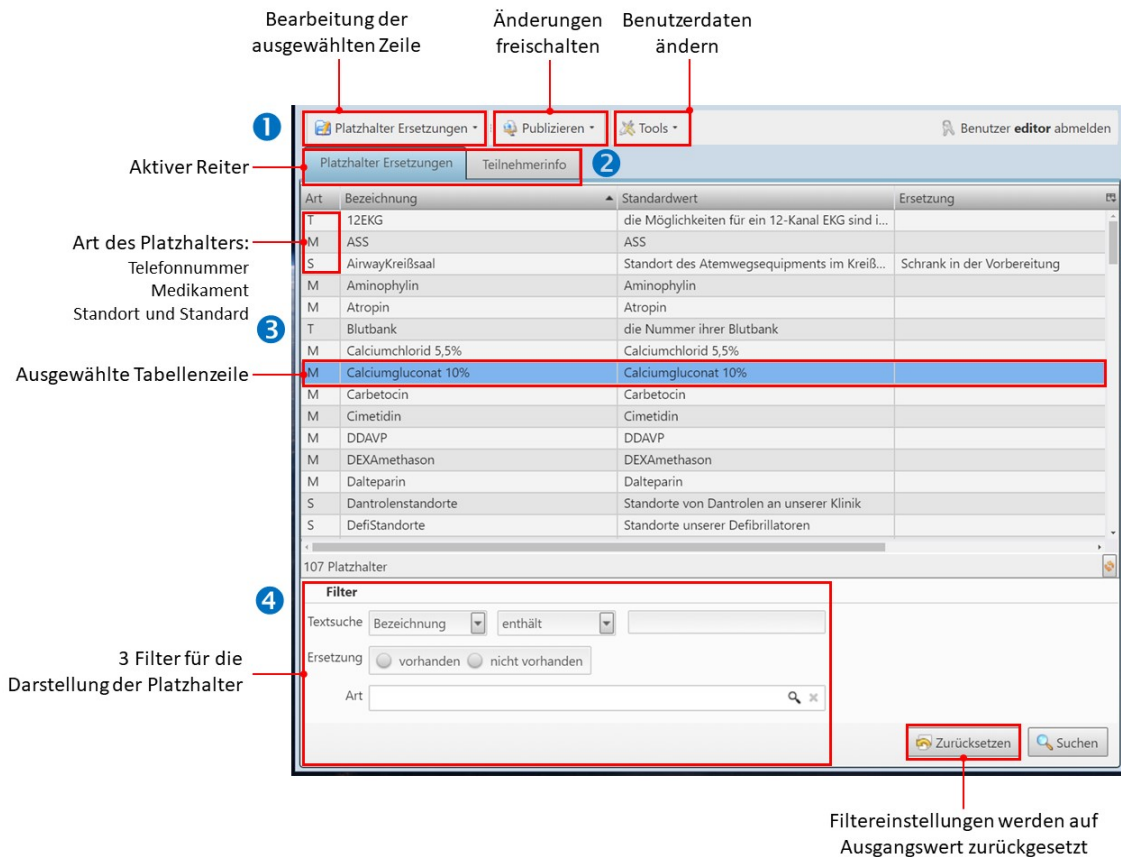 Bearbeitung der
ausgewählten Zeile
Änderungen
freischalten
Benutzerdaten
ändern
1
Platzhalter Ersetzungen
Publizieren
Tools
Benutzer editor abmelden
Aktiver Reiter
Platzhalter Ersetzungen
Teilnehmerinfo
2
Art Bezeichnung Standardwert Ersetzung
T 12EKG die Möglichkeiten für ein 12-Kanal EKG sind i...
Art des Platzhalters:
Telefonnummer
Medikament
Standort und Standard
M ASS ASS
S AirwayKreißsaal Standort des Atemwegsequipments im Kreiß... Schrank in der Vorbereitung
M Aminophylin Aminophylin
M Atropin Atropin
3
T Blutbank die Nummer ihrer Blutbank
M Calciumchlorid 5,5% Calciumchlorid 5,5%
Ausgewählte Tabellenzeile
M Calciumgluconat 10% Calciumgluconat 10%
M Carbetocin Carbetocin
M Cimetidin Cimetidin
M DDAVP DDAVP
M DEXAmethason DEXAmethason
M Dalteparin Dalteparin
S Dantrolenstandorte Standorte von Dantrolen an unserer Klinik
S DefiStandorte Standorte unserer Defibrillatoren
107 Platzhalter
4
Filter
Textsuche Bezeichnung enthält
Ersetzung vorhanden nicht vorhanden
Art
3 Filter für die
Darstellung der Platzhalter
Zurücksetzen
Suchen
Filtereinstellungen werden auf
Ausgangswert zurückgesetzt